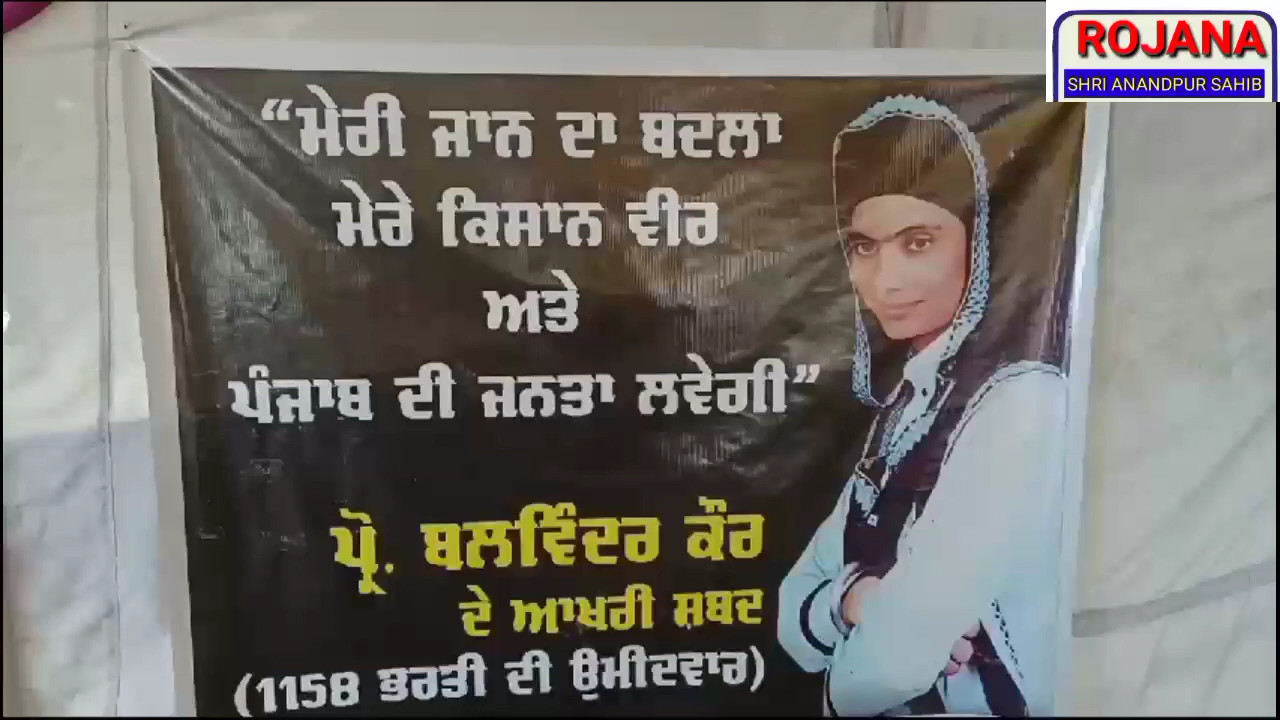 ROJANA
SHRI ANANDPUR SAHIB
“ਮੇਰੀ ਜਾਨ ਦਾ ਬਦਲਾ
ਮੇਰੇ ਕਿਸਾਨ ਵੀਰ
ਅਤੇ
ਪੰਜਾਬ ਦੀ ਜਨਤਾ ਲਵੇਗੀ”
ਪ੍ਰੋ. ਬਲਵਿੰਦਰ ਕੌਰ
ਦੇ ਆਖਰੀ ਸ਼ਬਦ
(1158 ਭਰਤੀ ਦੀ ਉਮੀਦਵਾਰ)